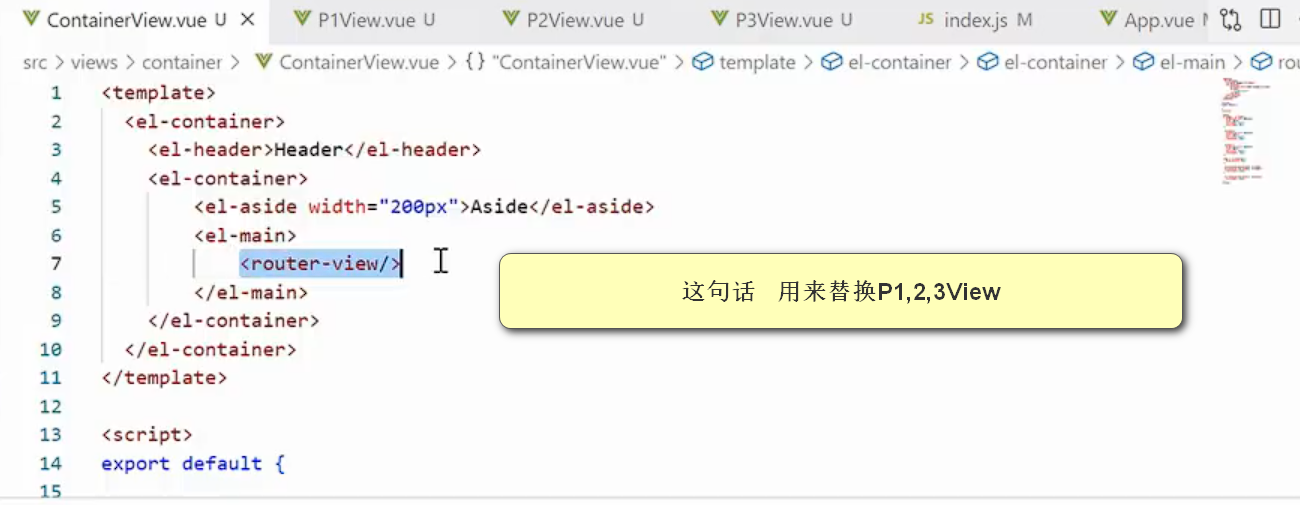 ContainerView.vue U P1View.vue U P2View.vue U P3View.vue U JS index.js M App.vue
src > views > container > ContainerView.vue > {} "ContainerView.vue" > template > el-container > el-container > el-main >
1 <template>
2 <el-container>
3 <el-header>Header</el-header>
4 <el-container>
5 <el-aside width="200px">Aside</el-aside>
6 <el-main>
7 <router-view/>
这句话 用来替换P1,2,3View
8 </el-main>
9 </el-container>
10 </el-container>
11 </template>
12
13 <script>
14 export default {
15